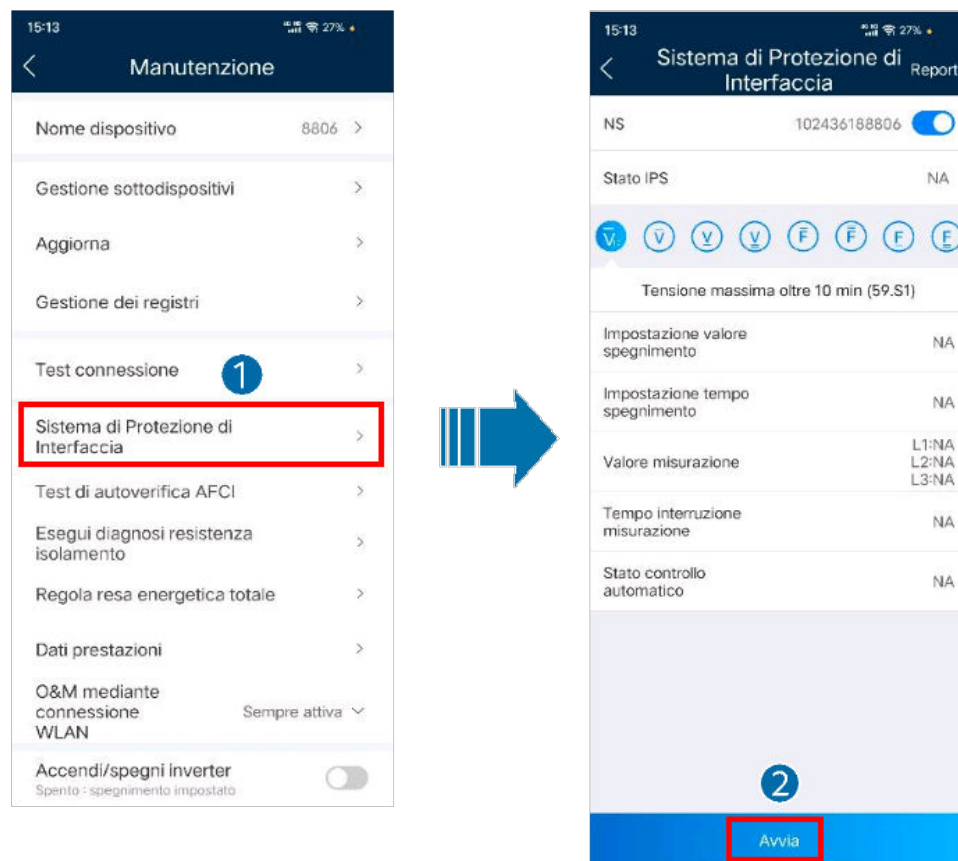 15:13
27%
Manutenzione
Nome dispositivo 8806
Gestione sottodispositivi
Aggiorna
Gestione dei registri
Test connessione
1
Sistema di Protezione di
Interfaccia
Test di autoverifica AFCI
Esegui diagnosi resistenza
isolamento
Regola resa energetica totale
Dati prestazioni
O&M mediante
connessione
WLAN
Sempre attiva
Accendi/spegni inverter
Spento : spegnimento impostato
15:13
27%
Sistema di Protezione di
Interfaccia
Report
NS 102436188806
Stato IPS NA
V V V V F F F F
Tensione massima oltre 10 min (59.S1)
Impostazione valore
spegnimento
NA
Impostazione tempo
spegnimento
NA
Valore misurazione
L1:NA
L2:NA
L3:NA
Tempo interruzione
misurazione
NA
Stato controllo
automatico
NA
2
Avvia